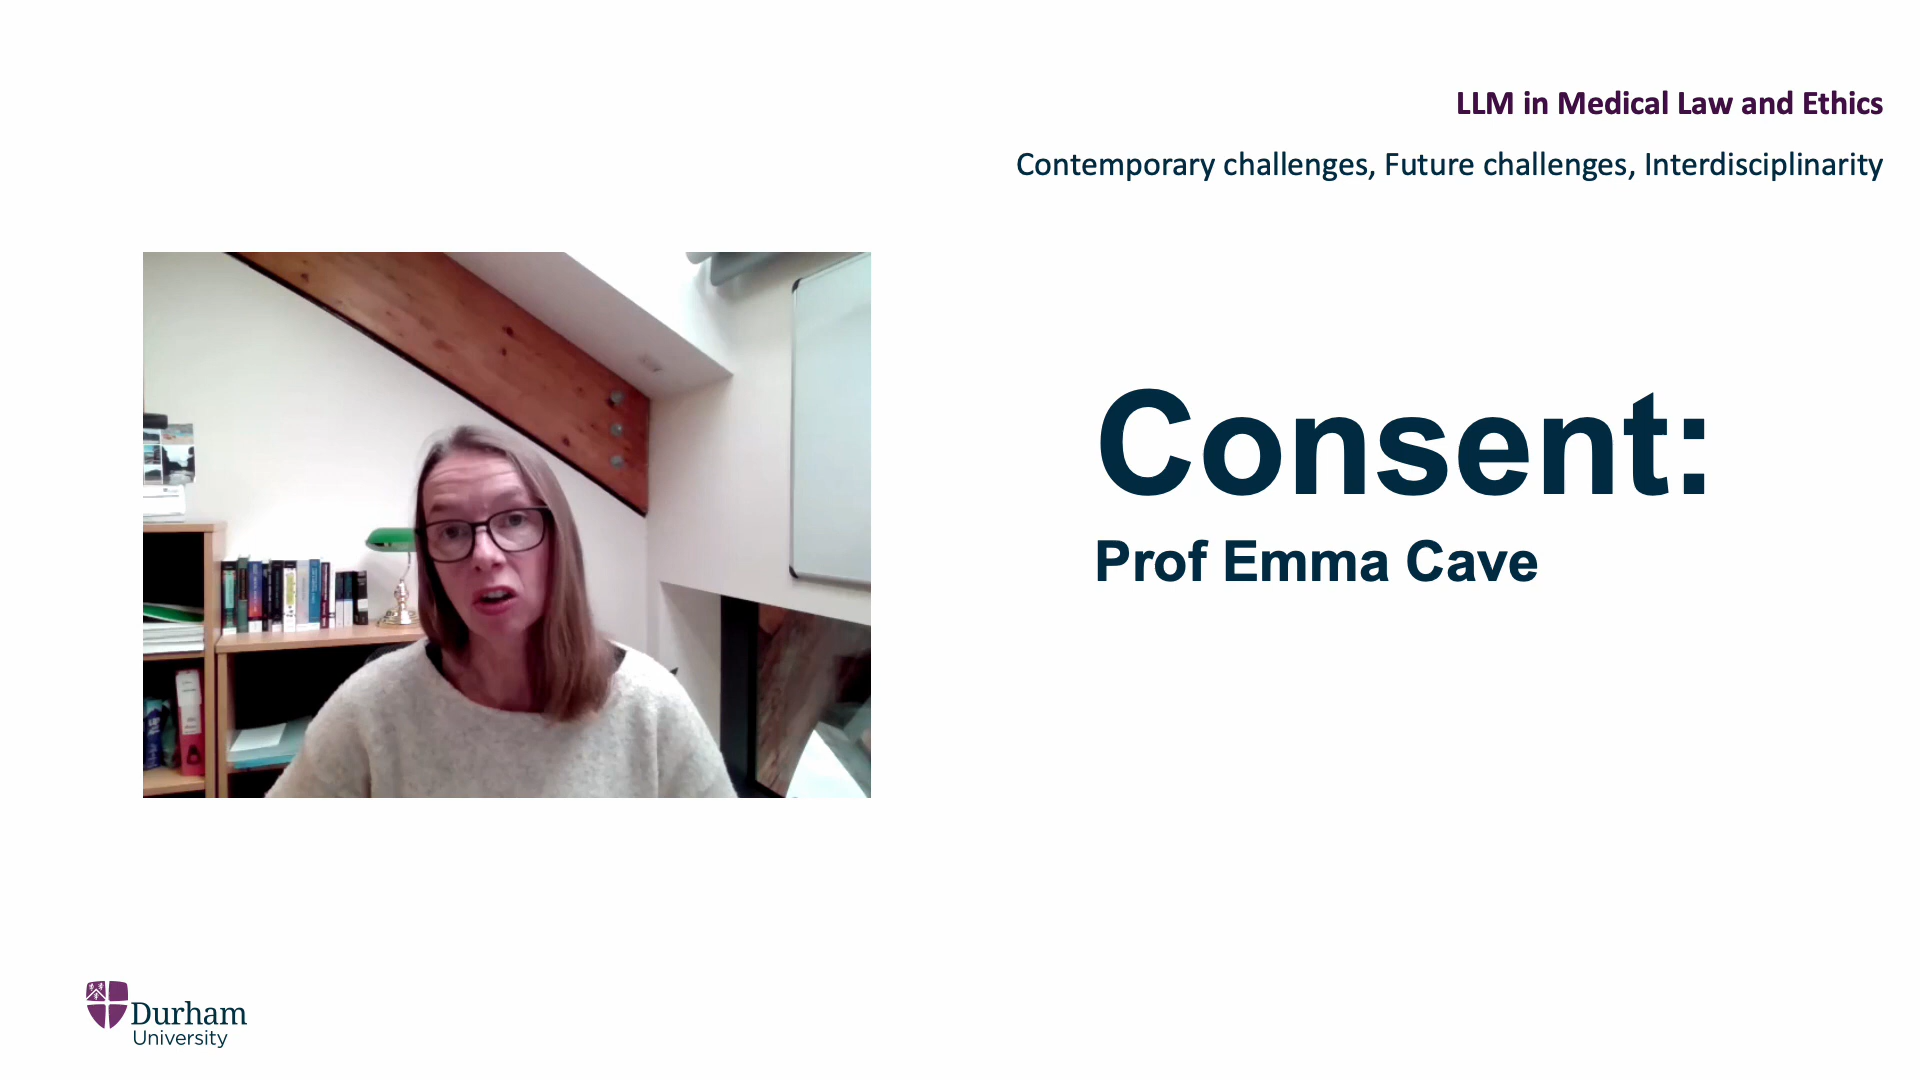 LLM in Medical Law and Ethics
Contemporary challenges, Future challenges, Interdisciplinarity
Consent:
Prof Emma Cave
Durham
University